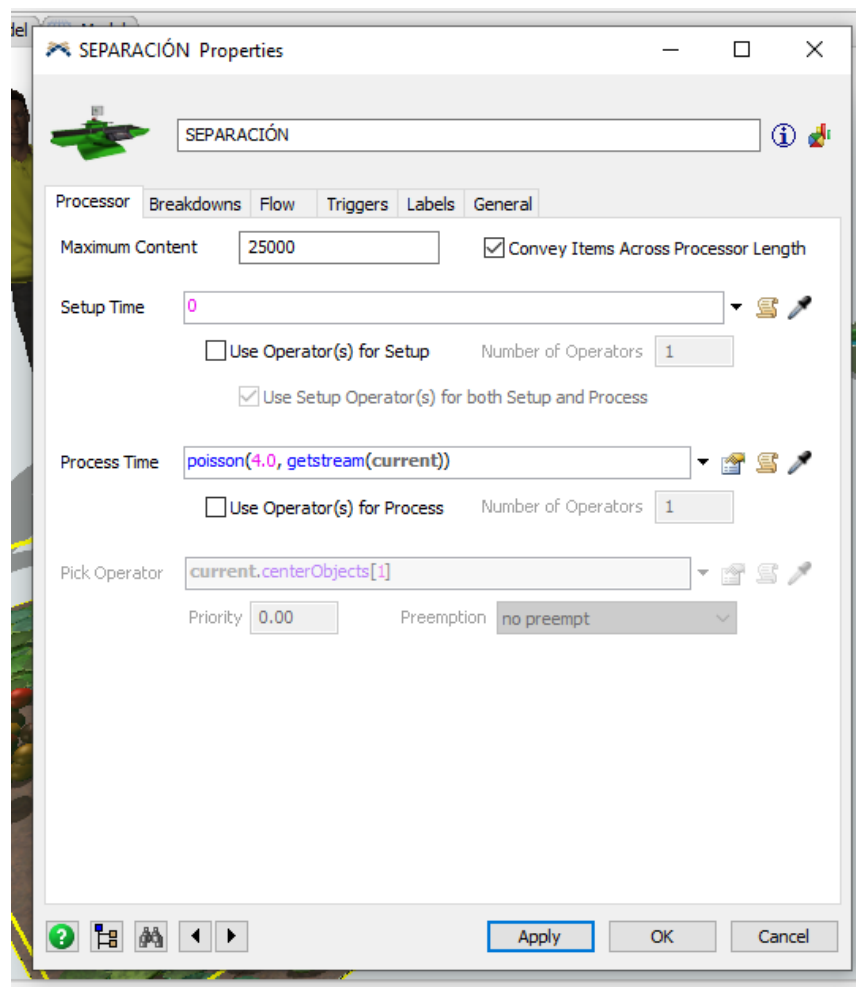 SEPARACIÓN Properties
SEPARACIÓN
Processor Breakdowns Flow Triggers Labels General
Maximum Content 25000 Convey Items Across Processor Length
Setup Time 0
Use Operator(s) for Setup Number of Operators 1
Use Setup Operator(s) for both Setup and Process
Process Time poisson(4.0, getstream(current))
Use Operator(s) for Process Number of Operators 1
Pick Operator current.centerObjects[1]
Priority 0.00 Preemption no preempt
Apply OK Cancel